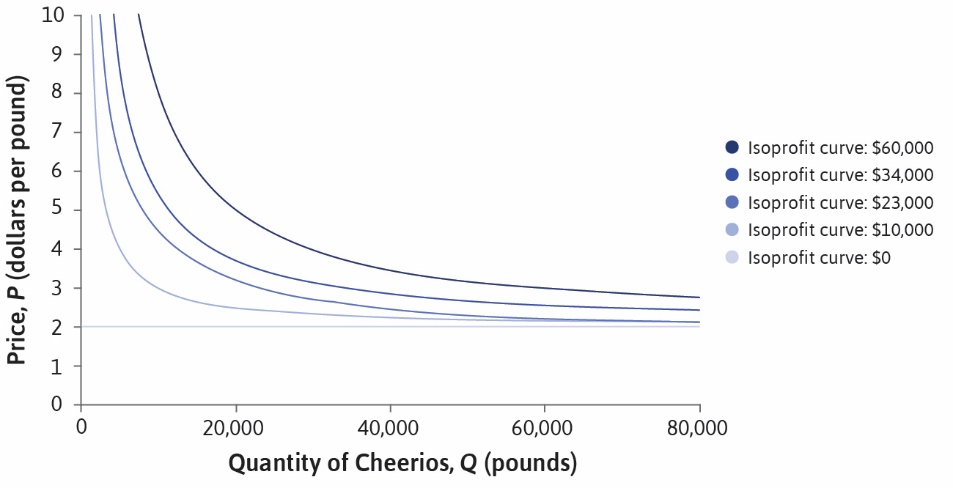 10
9
8
7
6
5
4
3
2
1
0
Price, P (dollars per pound)
0
20,000
40,000
60,000
80,000
Quantity of Cheerios, Q (pounds)
Isoprofit curve: $60,000
Isoprofit curve: $34,000
Isoprofit curve: $23,000
Isoprofit curve: $10,000
Isoprofit curve: $0